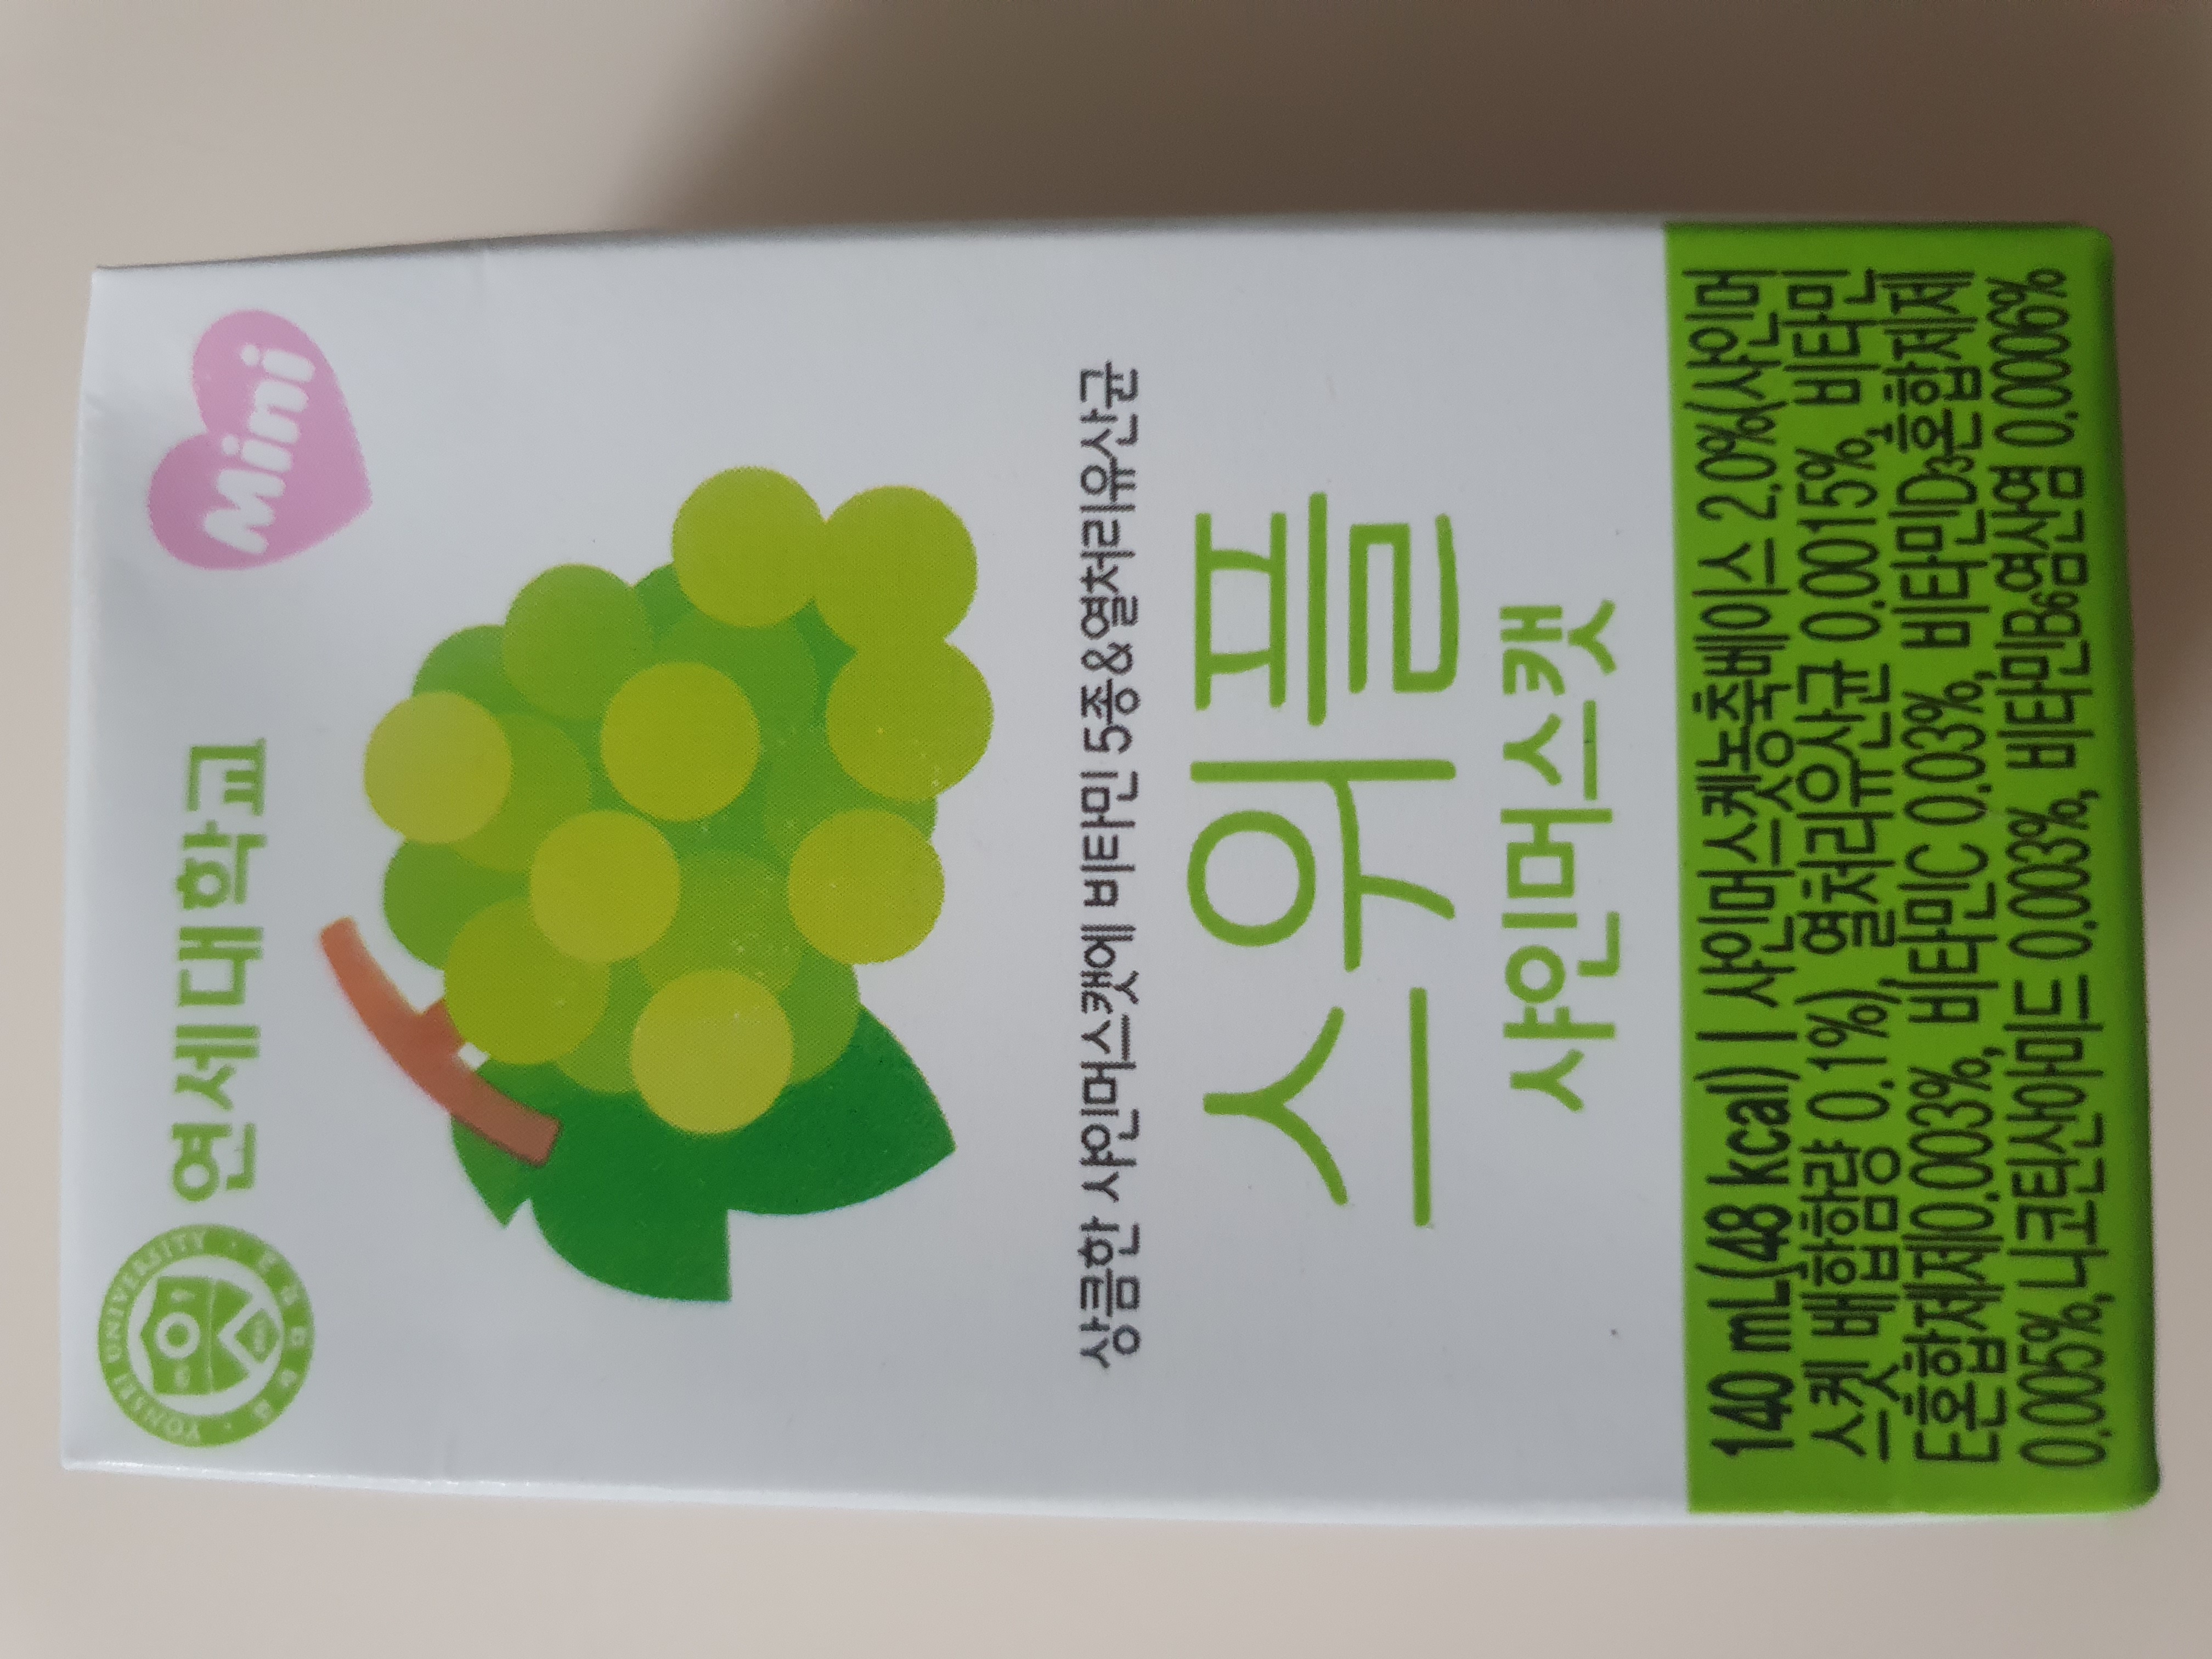 YONSEI UNIVERSITY
연세대학교
Mini
상큼한 샤인머스캣에 비타민 5종&열처리유산균
스위플
샤인머스캣
140 mL(48 kcal) | 샤인머스켓농축베이스 2.0%(샤인머
스켓 배합함량 0.1%), 열처리유산균 0.0015%, 비타민
E혼합제제0.003%, 비타민C 0.03%, 비타민D₃혼합제제
0.005%,니코틴산아미드 0.003%, 비타민B₆염산염 0.0006%